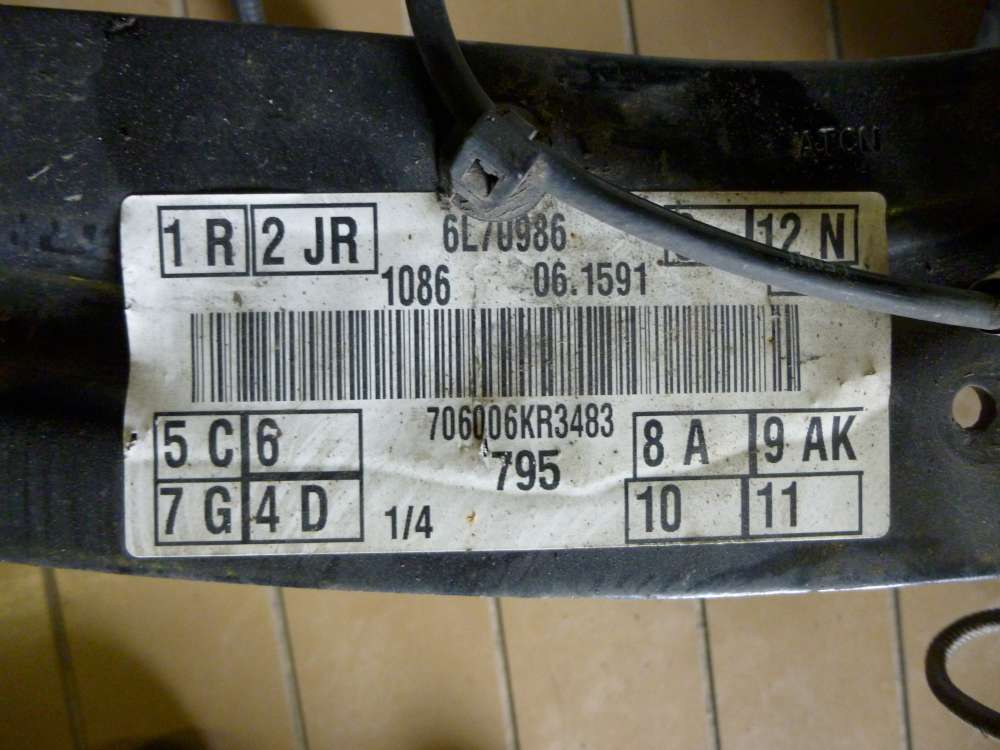 ATCN
1 R 2 JR 6L70986 12 N
1086 06.1591
706006KR3483
5 C 6 795 8 A 9 AK
7 G 4 D 1/4 10 11